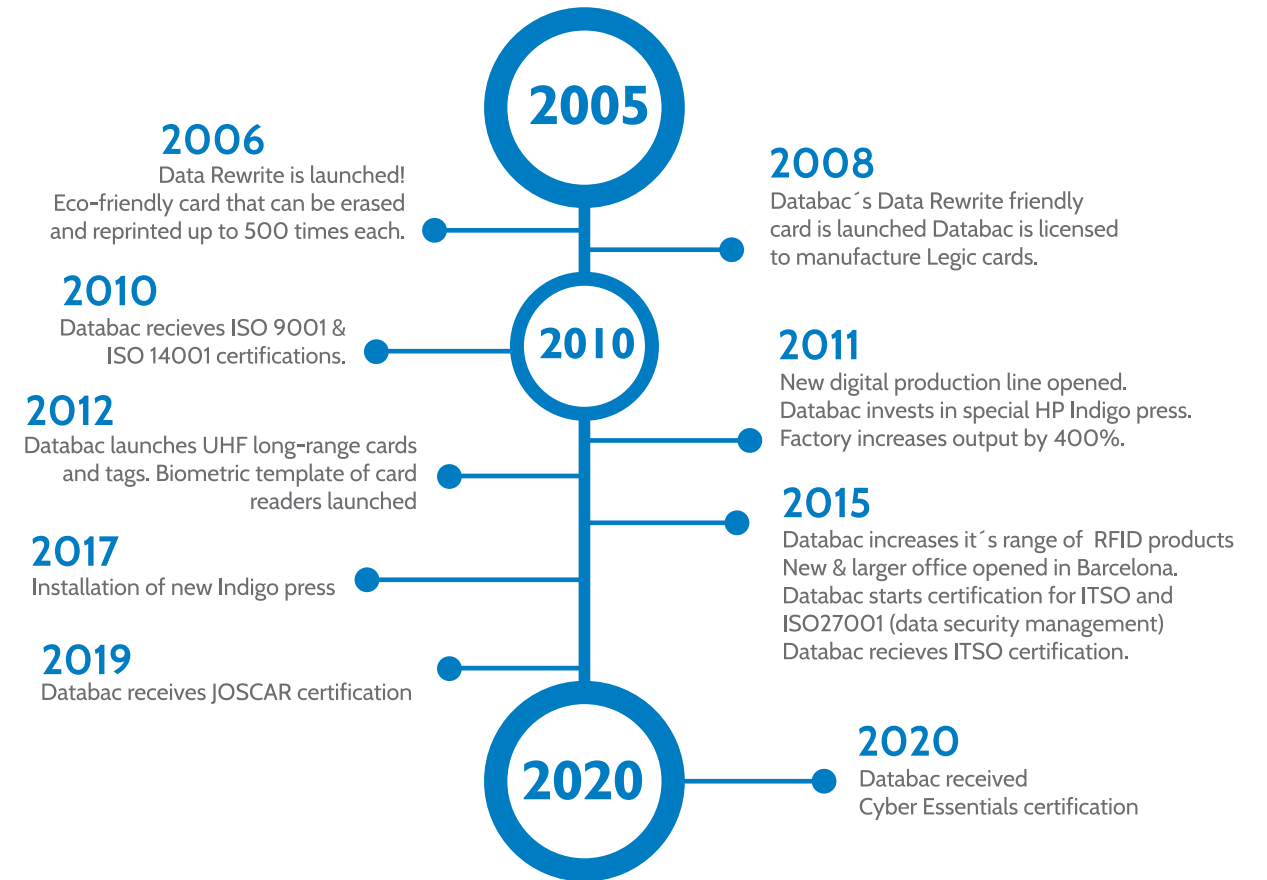 2005
2006
Data Rewrite is launched!
Eco-friendly card that can be erased
and reprinted up to 500 times each.
2008
Databac´s Data Rewrite friendly
card is launched Databac is licensed
to manufacture Legic cards.
2010
Databac recieves ISO 9001 &
ISO 14001 certifications.
2010
2011
New digital production line opened.
Databac invests in special HP Indigo press.
Factory increases output by 400%.
2012
Databac launches UHF long-range cards
and tags. Biometric template of card
readers launched
2015
Databac increases it´s range of RFID products
New & larger office opened in Barcelona.
Databac starts certification for ITSO and
ISO27001 (data security management)
Databac recieves ITSO certification.
2017
Installation of new Indigo press
2019
Databac receives JOSCAR certification
2020
2020
Databac received
Cyber Essentials certification